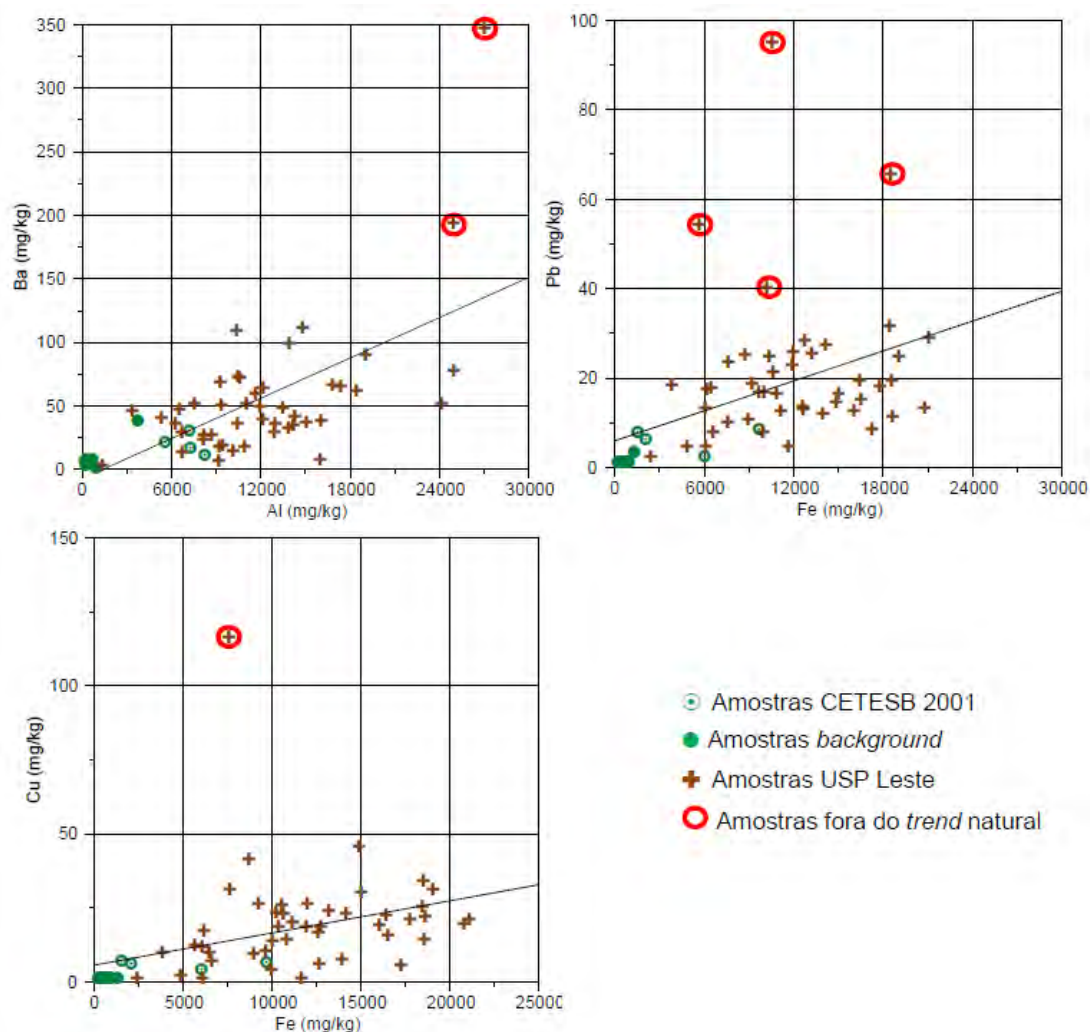 350
300
250
200
150
100
50
0
Ba (mg/kg)
0 6000 12000 18000 24000 30000
Al (mg/kg)
100
80
60
40
20
0
Pb (mg/kg)
0 6000 12000 18000 24000 30000
Fe (mg/kg)
150
100
50
0
Cu (mg/kg)
0 5000 10000 15000 20000 25000
Fe (mg/kg)
Amostras CETESB 2001
Amostras background
Amostras USP Leste
Amostras fora do trend natural